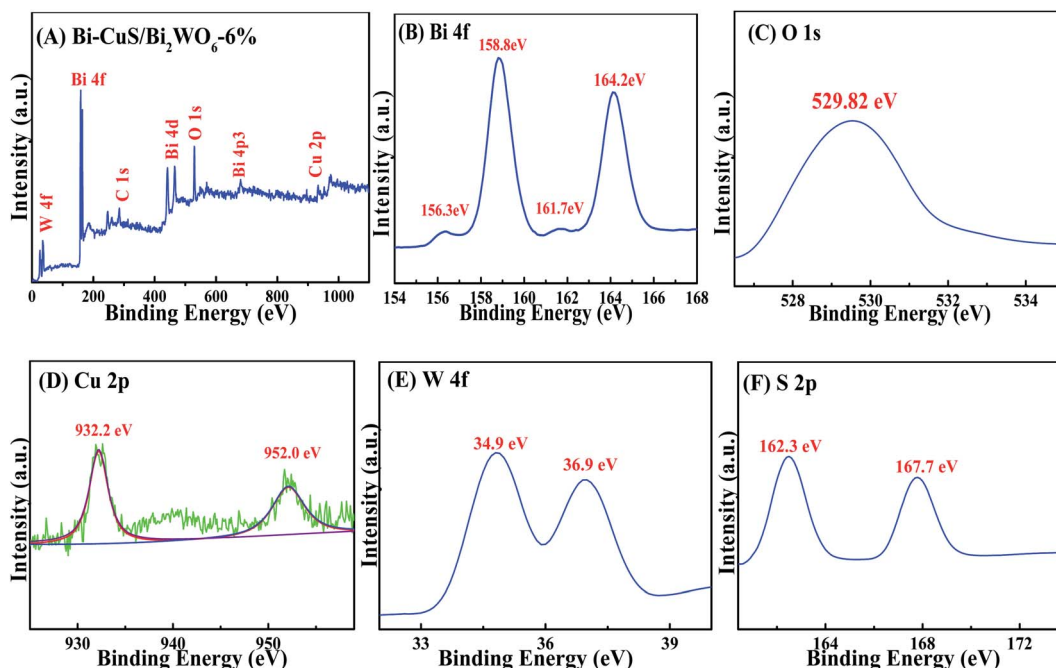 (A) Bi-CuS/Bi₂WO₆-6%
Intensity (a.u.)
W 4f
Bi 4f
C 1s
Bi 4d
O 1s
Bi 4p3
Cu 2p
0 200 400 600 800 1000
Binding Energy (eV)
(B) Bi 4f
Intensity (a.u.)
158.8eV
164.2eV
156.3eV
161.7eV
154 156 158 160 162 164 166 168
Binding Energy (eV)
(C) O 1s
Intensity (a.u.)
529.82 eV
528 530 532 534
Binding Energy (eV)
(D) Cu 2p
Intensity (a.u.)
932.2 eV
952.0 eV
930 940 950
Binding Energy (eV)
(E) W 4f
Intensity (a.u.)
34.9 eV
36.9 eV
33 36 39
Binding Energy (eV)
(F) S 2p
Intensity (a.u.)
162.3 eV
167.7 eV
164 168 172
Binding Energy (eV)